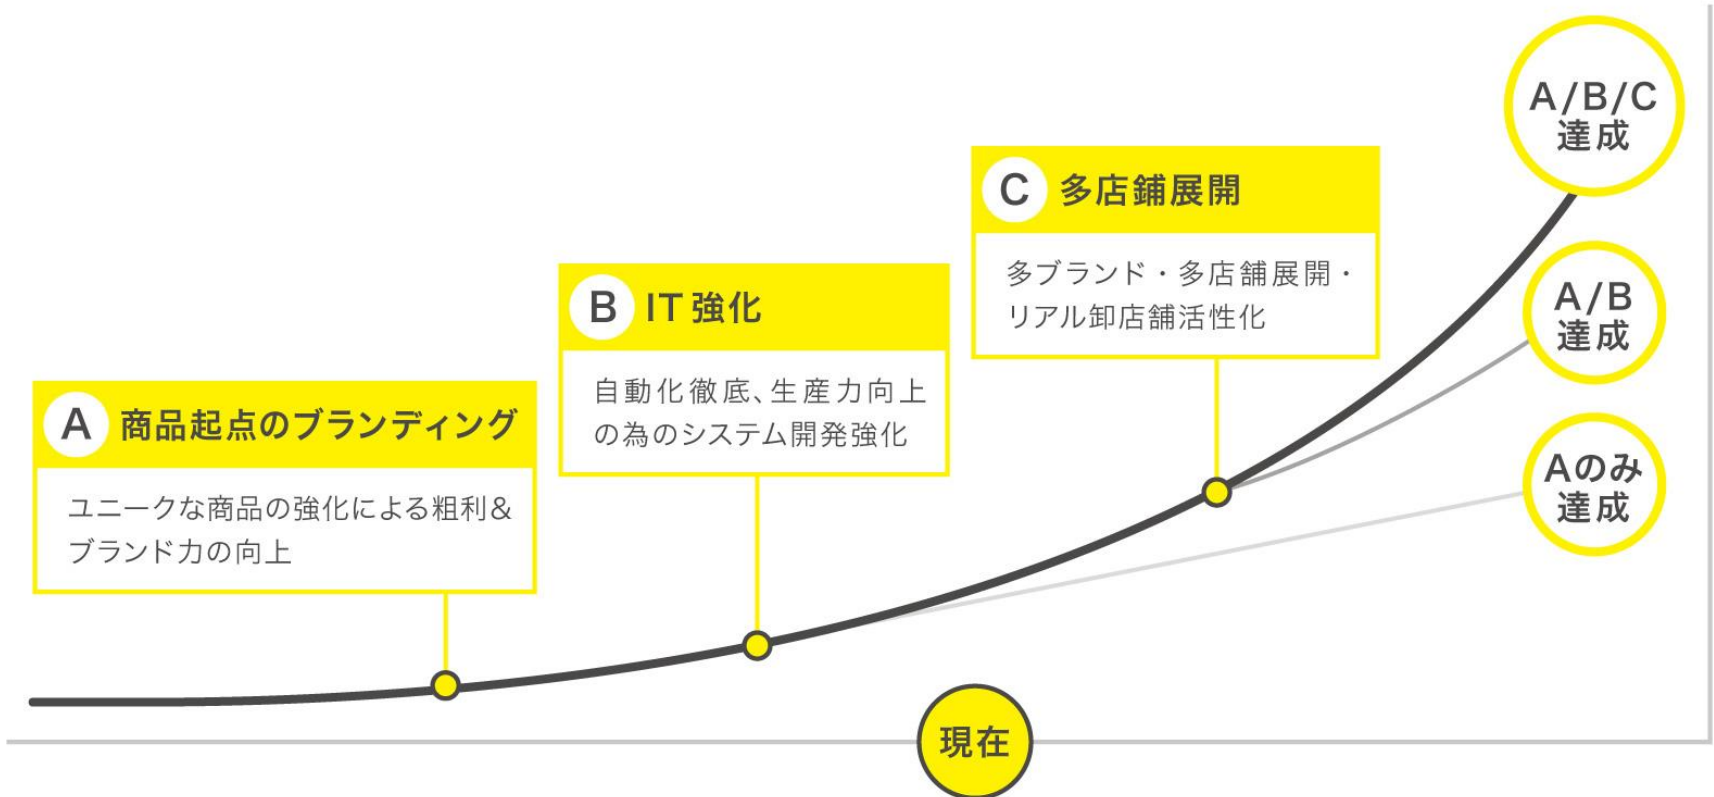 A 商品起点のブランディング
ユニークな商品の強化による粗利&
ブランド力の向上
B IT強化
自動化徹底、生産力向上
の為のシステム開発強化
C 多店鋪展開
多ブランド・多店舗展開・
リアル卸店舗活性化
A/B/C
達成
A/B
達成
Aのみ
達成
現在